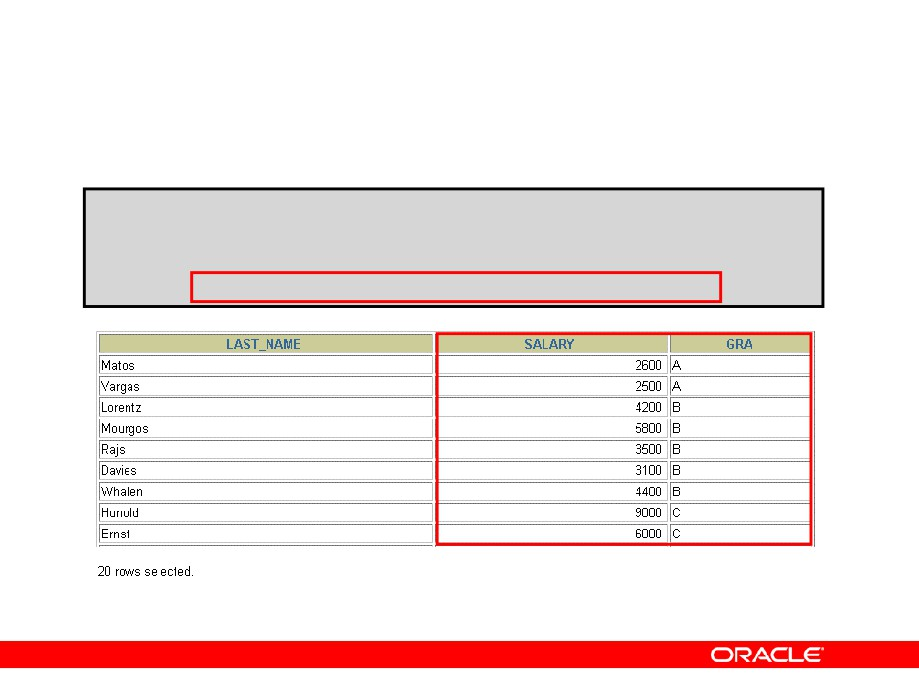 LAST_NAME SALARY GRA
Matos 2600 A
Vargas 2500 A
Lorentz 4200 B
Mourgos 5800 B
Rajs 3500 B
Davies 3100 B
Whalen 4400 B
Hunold 9000 C
Ernst 6000 C
20 rows selected.
ORACLE